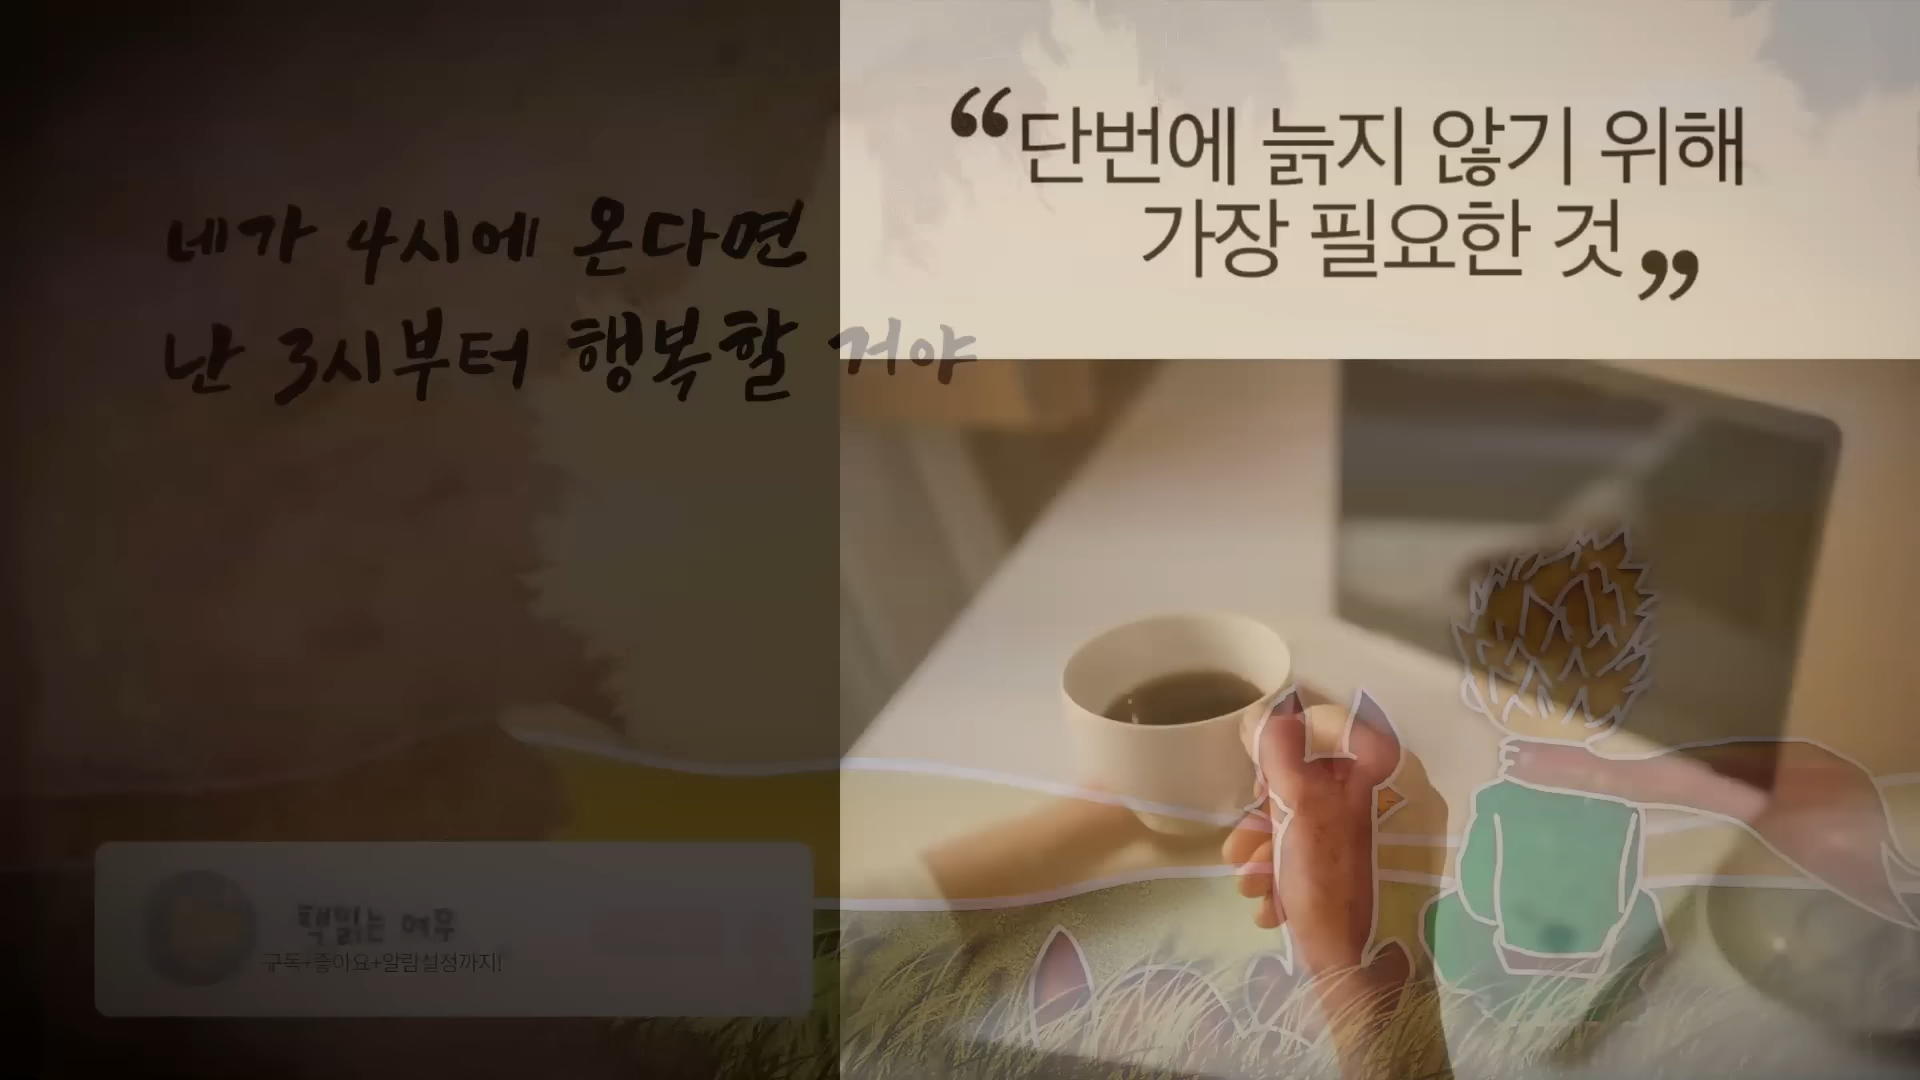 네가 4시에 온다면
난 3시부터 행복할 거야
“단번에 늙지 않기 위해
가장 필요한 것”
책읽는 여우
구독+좋아요+알림설정까지!